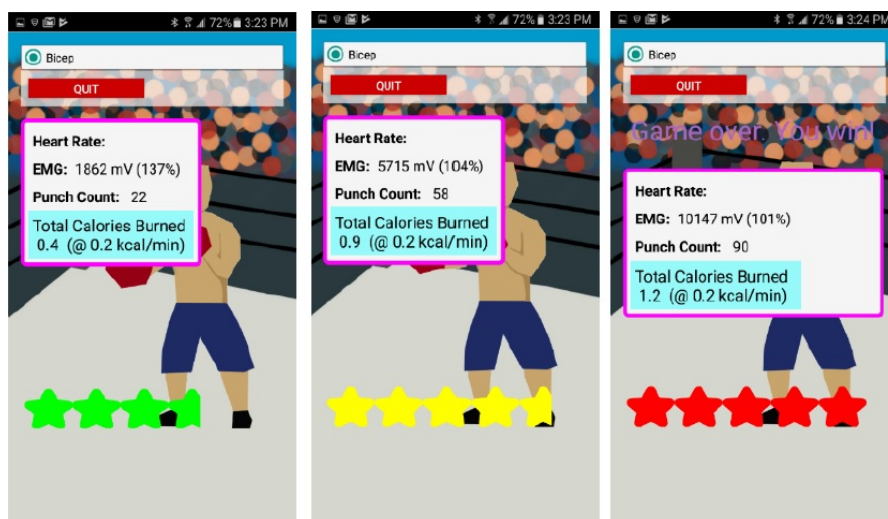 72% 3:23 PM
Bicep
QUIT
Heart Rate:
EMG: 1862 mV (137%)
Punch Count: 22
Total Calories Burned
0.4 (@ 0.2 kcal/min)
72% 3:23 PM
Bicep
QUIT
Heart Rate:
EMG: 5715 mV (104%)
Punch Count: 58
Total Calories Burned
0.9 (@ 0.2 kcal/min)
72% 3:24 PM
Bicep
QUIT
Game over. You win!
Heart Rate:
EMG: 10147 mV (101%)
Punch Count: 90
Total Calories Burned
1.2 (@ 0.2 kcal/min)